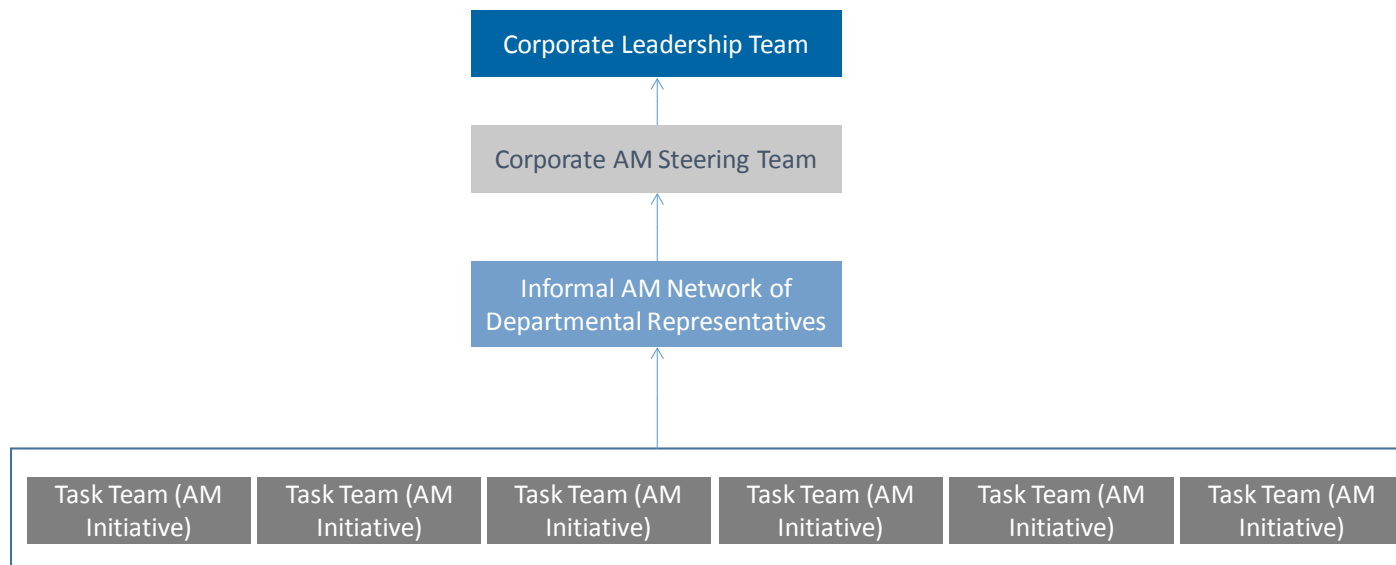 Corporate Leadership Team
Corporate AM Steering Team
Informal AM Network of
Departmental Representatives
Task Team (AM
Initiative)
Task Team (AM
Initiative)
Task Team (AM
Initiative)
Task Team (AM
Initiative)
Task Team (AM
Initiative)
Task Team (AM
Initiative)